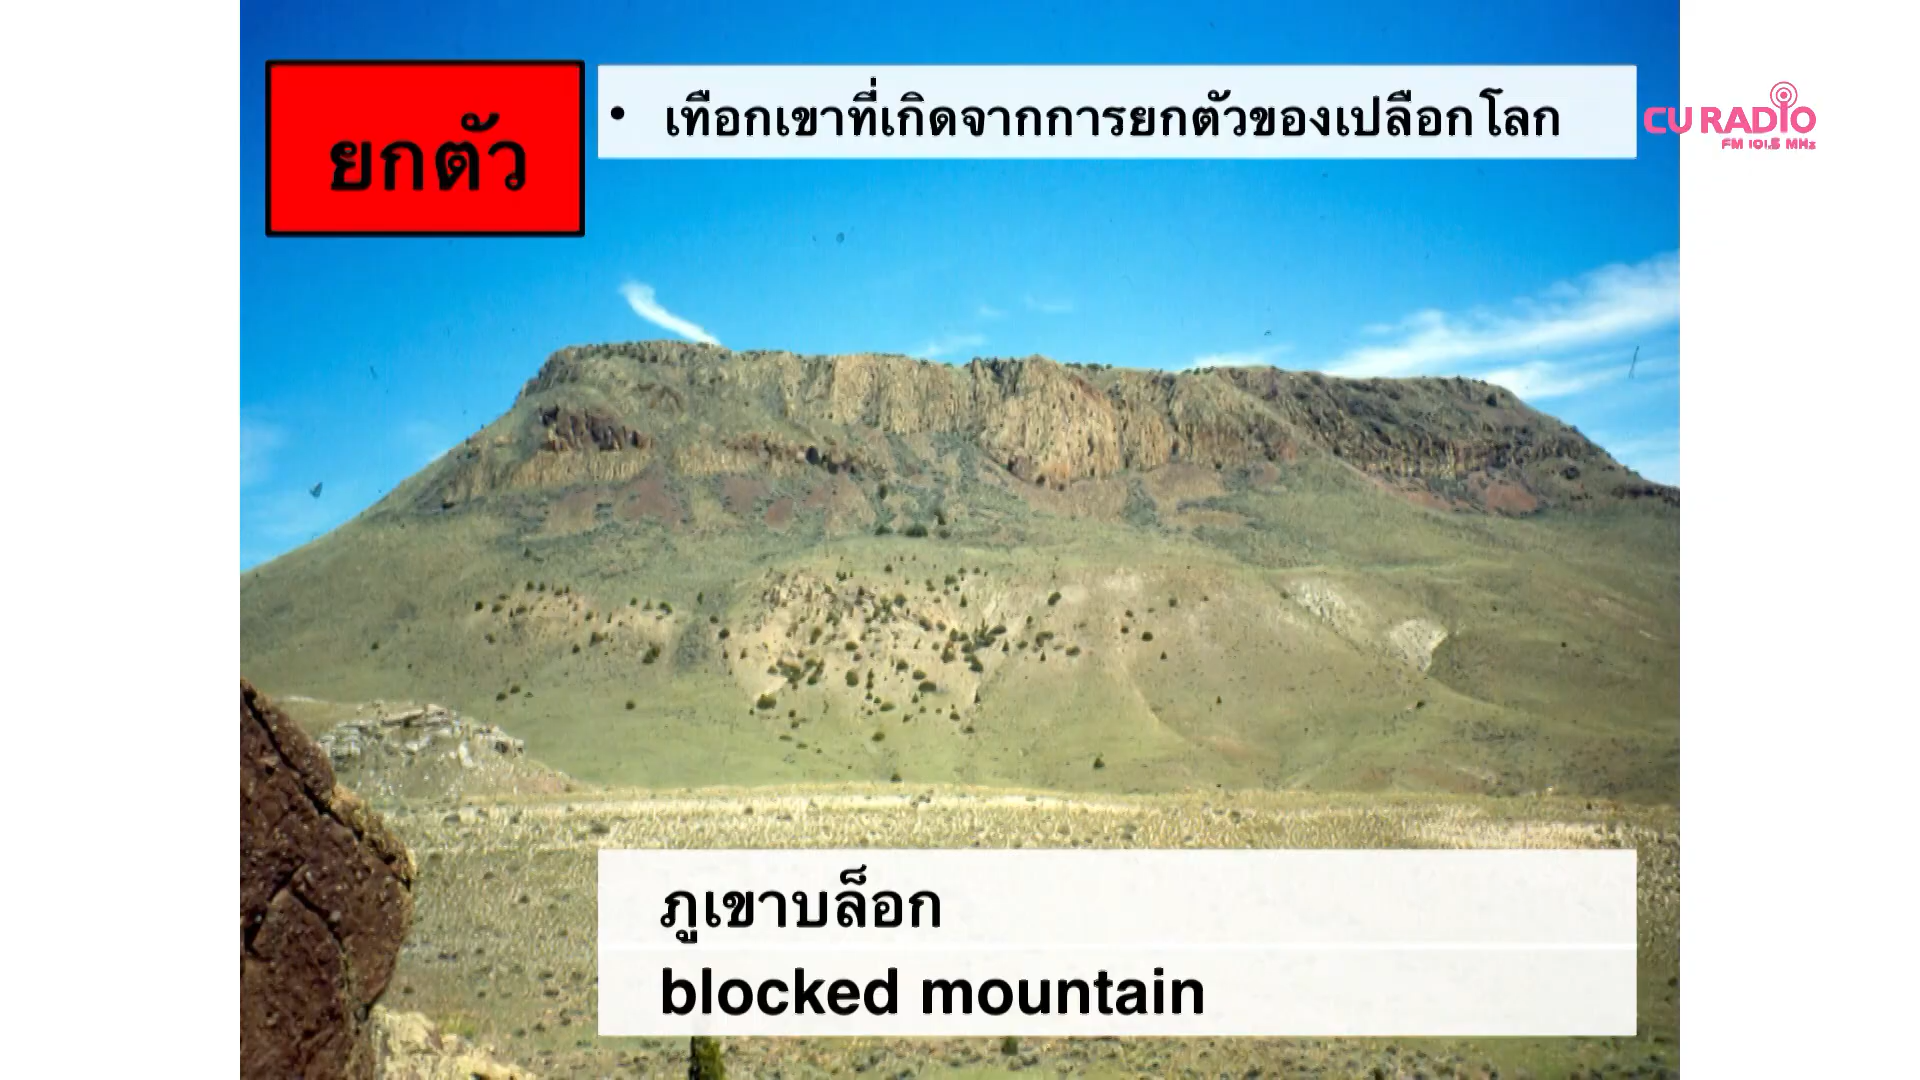 ยกตัว
• เทือกเขาที่เกิดจากการยกตัวของเปลือกโลก
CU RADIO
FM 101.5 MHz
ภูเขาบล็อก
blocked mountain